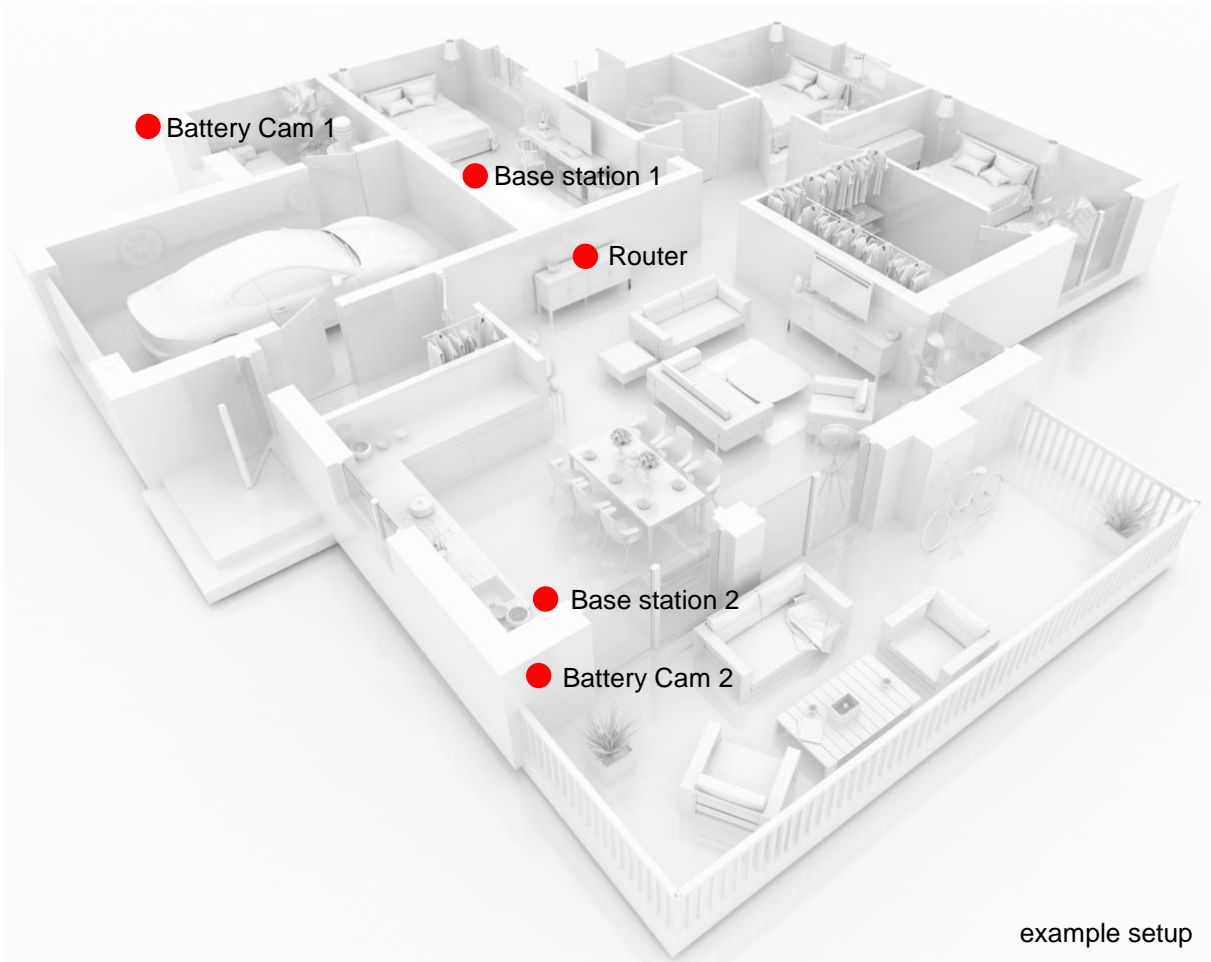 Battery Cam 1
Base station 1
Router
Base station 2
Battery Cam 2
example setup